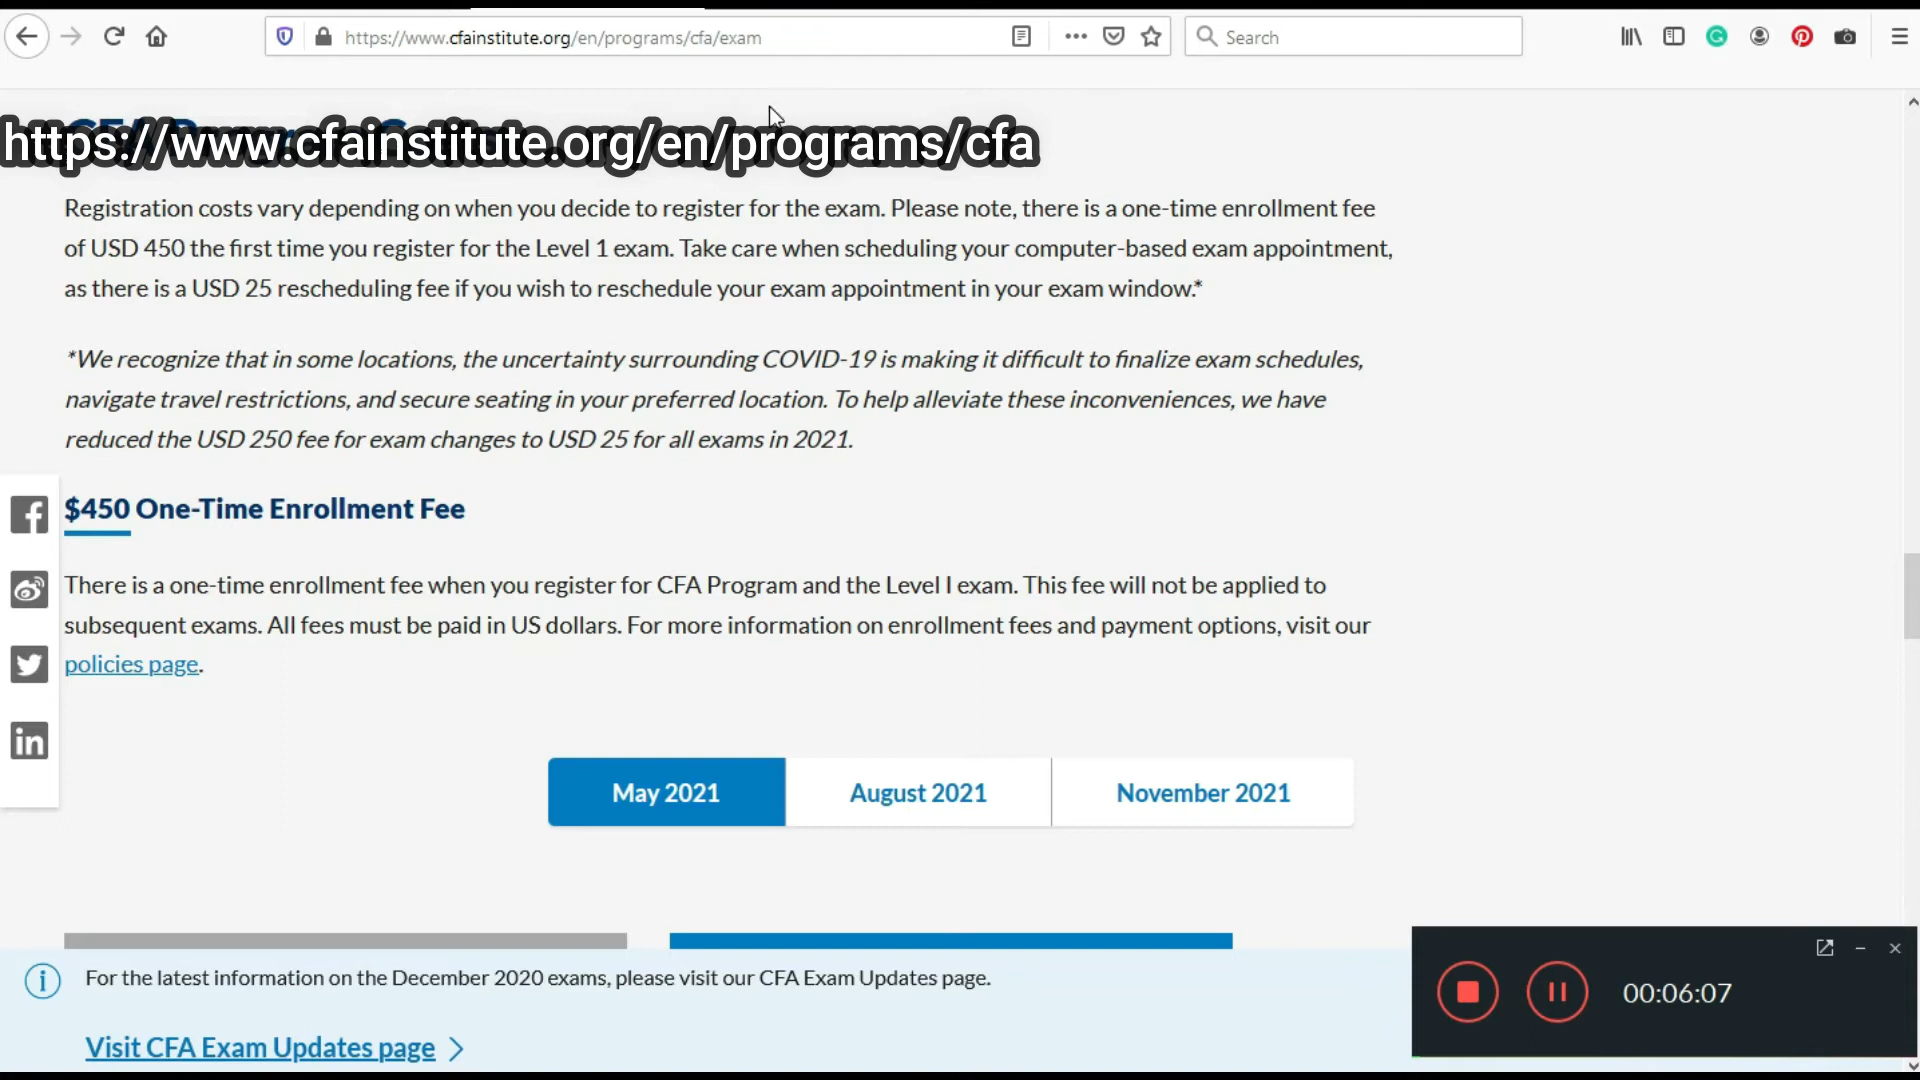 https://www.cfainstitute.org/en/programs/cfa/exam
Search
https://www.cfainstitute.org/en/programs/cfa
Registration costs vary depending on when you decide to register for the exam. Please note, there is a one-time enrollment fee
of USD 450 the first time you register for the Level 1 exam. Take care when scheduling your computer-based exam appointment,
as there is a USD 25 rescheduling fee if you wish to reschedule your exam appointment in your exam window.*
*We recognize that in some locations, the uncertainty surrounding COVID-19 is making it difficult to finalize exam schedules,
navigate travel restrictions, and secure seating in your preferred location. To help alleviate these inconveniences, we have
reduced the USD 250 fee for exam changes to USD 25 for all exams in 2021.
$450 One-Time Enrollment Fee
There is a one-time enrollment fee when you register for CFA Program and the Level I exam. This fee will not be applied to
subsequent exams. All fees must be paid in US dollars. For more information on enrollment fees and payment options, visit our
policies page.
May 2021
August 2021
November 2021
For the latest information on the December 2020 exams, please visit our CFA Exam Updates page.
Visit CFA Exam Updates page
00:06:07